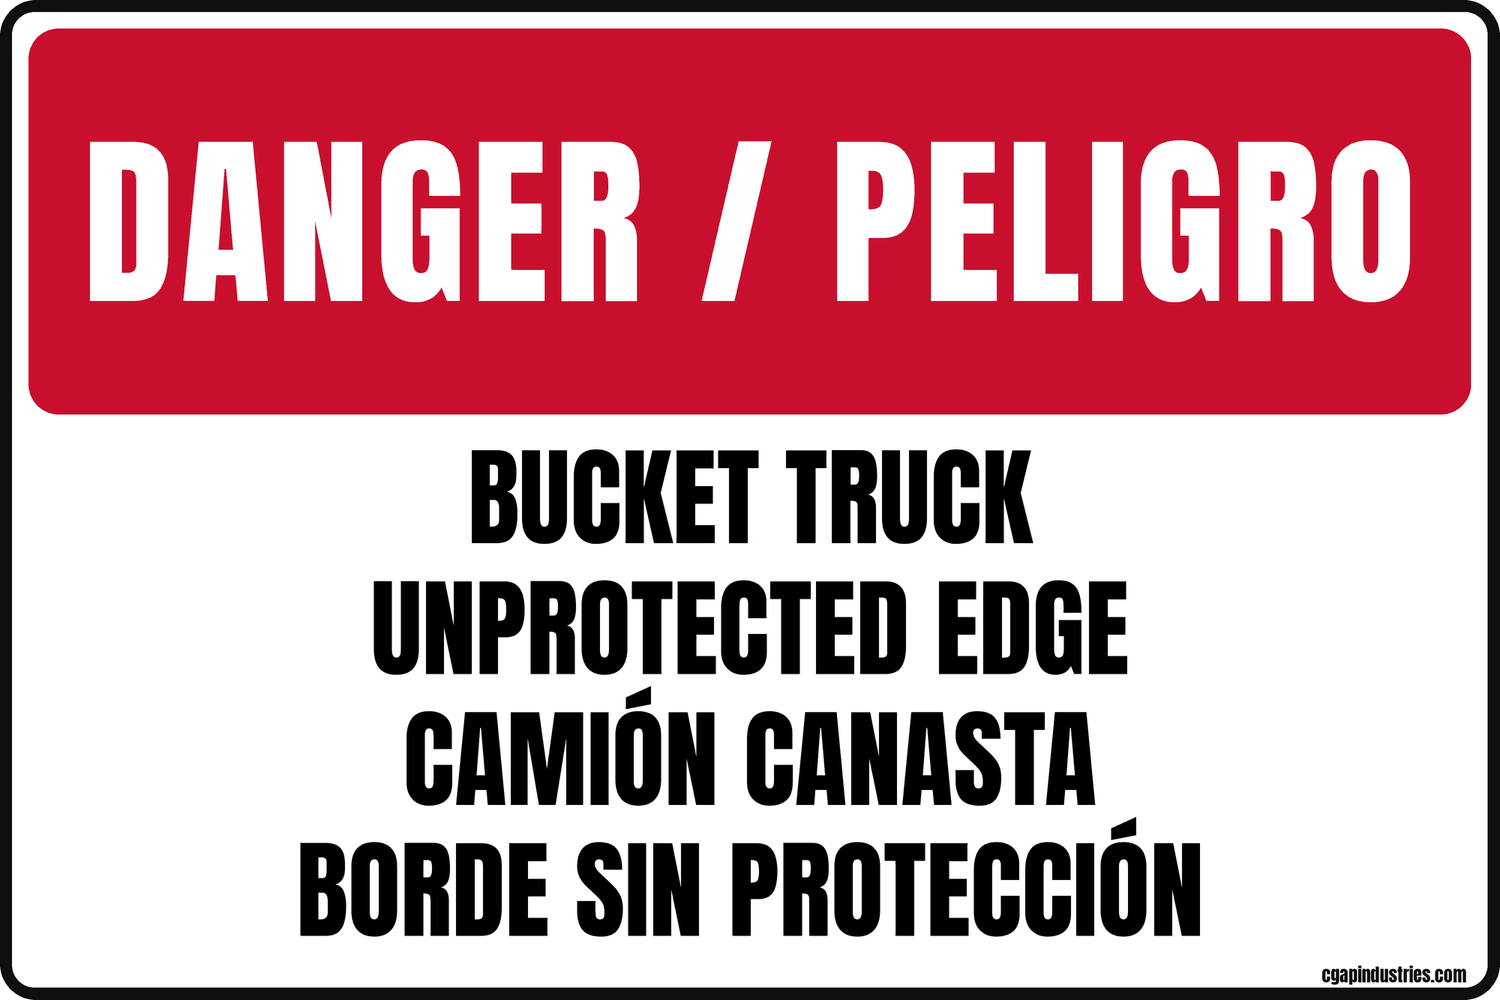 DANGER / PELIGRO
BUCKET TRUCK
UNPROTECTED EDGE
CAMIÓN CANASTA
BORDE SIN PROTECCIÓN
cgapindustries.com